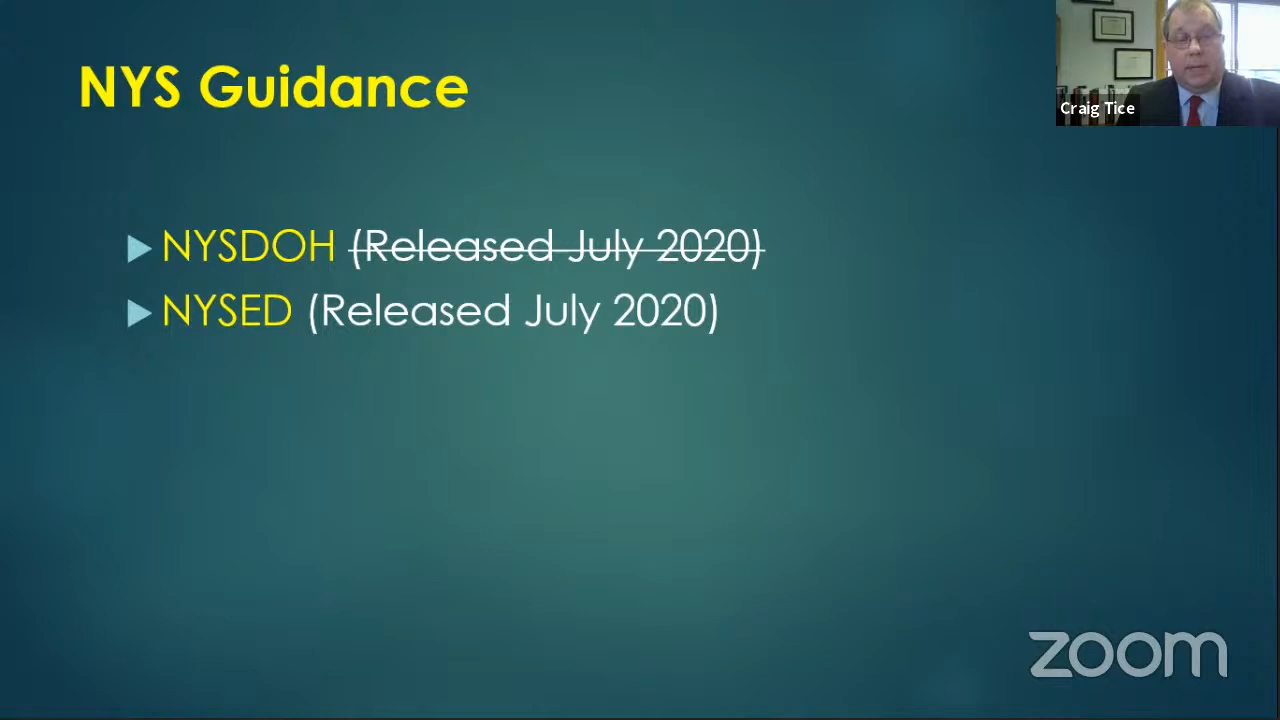 NYS Guidance
Craig Tice
NYSDOH (Released July 2020)
NYSED (Released July 2020)
zoom